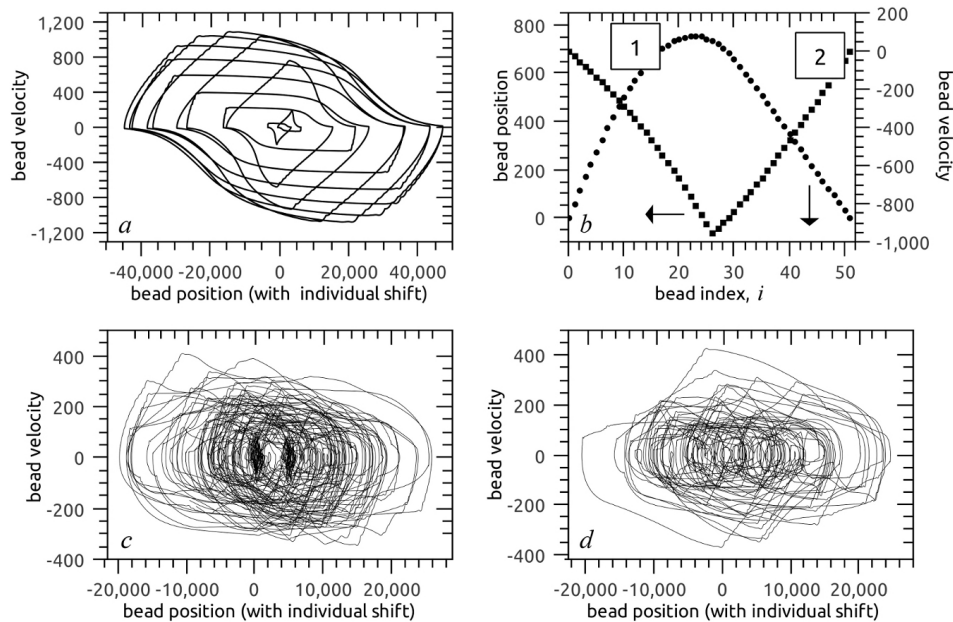 1,200
800
400
0
-400
-800
-1,200
bead velocity
a
-40,000 -20,000 0 20,000 40,000
bead position (with individual shift)
800
600
400
200
0
bead position
1
2
b
200
0
-200
-400
-600
-800
-1,000
bead velocity
0 10 20 30 40 50
bead index, i
400
200
0
-200
-400
bead velocity
c
-20,000 -10,000 0 10,000 20,000
bead position (with individual shift)
400
200
0
-200
-400
bead velocity
d
-20,000 -10,000 0 10,000 20,000
bead position (with individual shift)